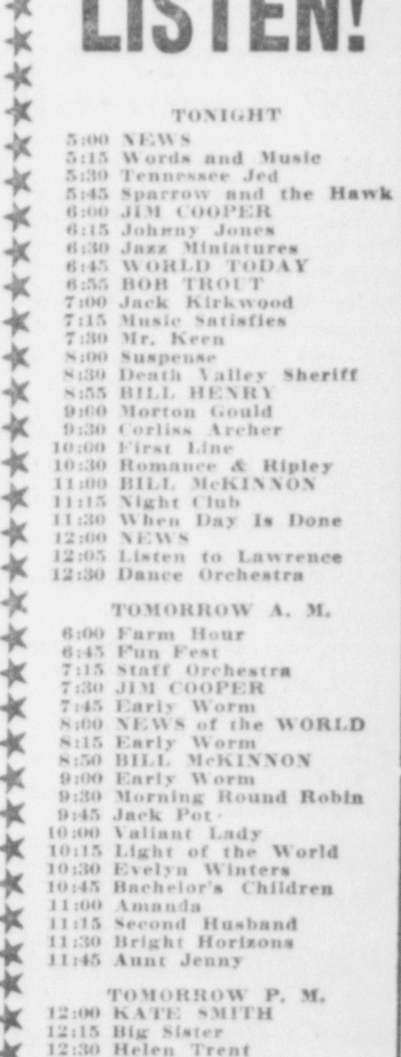 LISTEN!
TONIGHT
5:00 NEWS
5:15 Words and Music
5:30 Tennessee Jed
5:45 Sparrow and the Hawk
6:00 JIM COOPER
6:15 Johnny Jones
6:30 Jazz Miniatures
6:45 WORLD TODAY
6:55 BOB TROUT
7:00 Jack Kirkwood
7:15 Music Satisfies
7:30 Mr. Keen
8:00 Suspense
8:30 Death Valley Sheriff
8:55 BILL HENRY
9:00 Morton Gould
9:30 Corliss Archer
10:00 First Line
10:30 Romance & Ripley
11:00 BILL McKINNON
11:15 Night Club
11:30 When Day Is Done
12:00 NEWS
12:05 Listen to Lawrence
12:30 Dance Orchestra
TOMORROW A. M.
6:00 Farm Hour
6:45 Fun Fest
7:15 Staff Orchestra
7:30 JIM COOPER
7:45 Early Worm
8:00 NEWS of the WORLD
8:15 Early Worm
8:50 BILL McKINNON
9:00 Early Worm
9:30 Morning Round Robin
9:45 Jack Pot
10:00 Valiant Lady
10:15 Light of the World
10:30 Evelyn Winters
10:45 Bachelor's Children
11:00 Amanda
11:15 Second Husband
11:30 Bright Horizons
11:45 Aunt Jenny
TOMORROW P. M.
12:00 KATE SMITH
12:15 Big Sister
12:30 Helen Trent